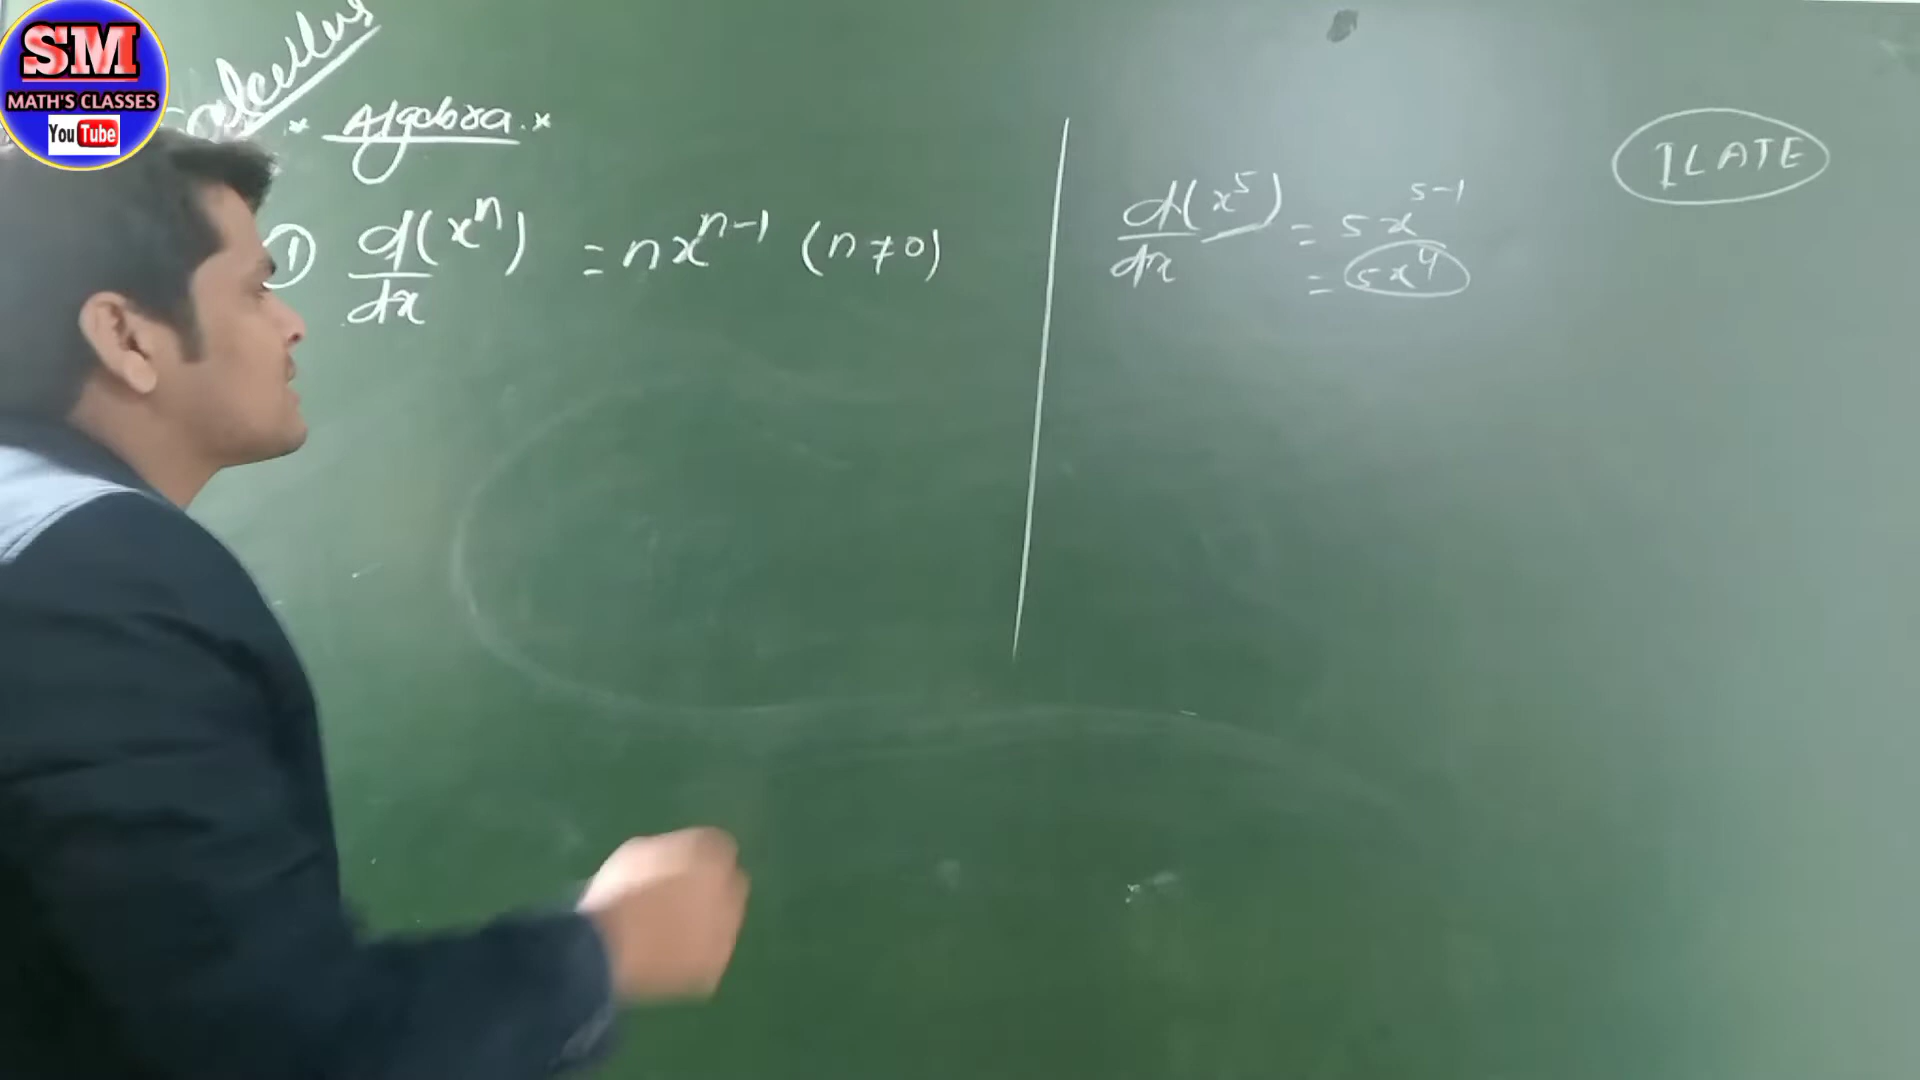 SM
MATH'S CLASSES
YouTube
Calculus
* Algebra. *
① d(xⁿ)/dx = nxⁿ⁻¹ (n ≠ 0)
d(x⁵)/dx = 5x⁵⁻¹
= 5x⁴
ILATE